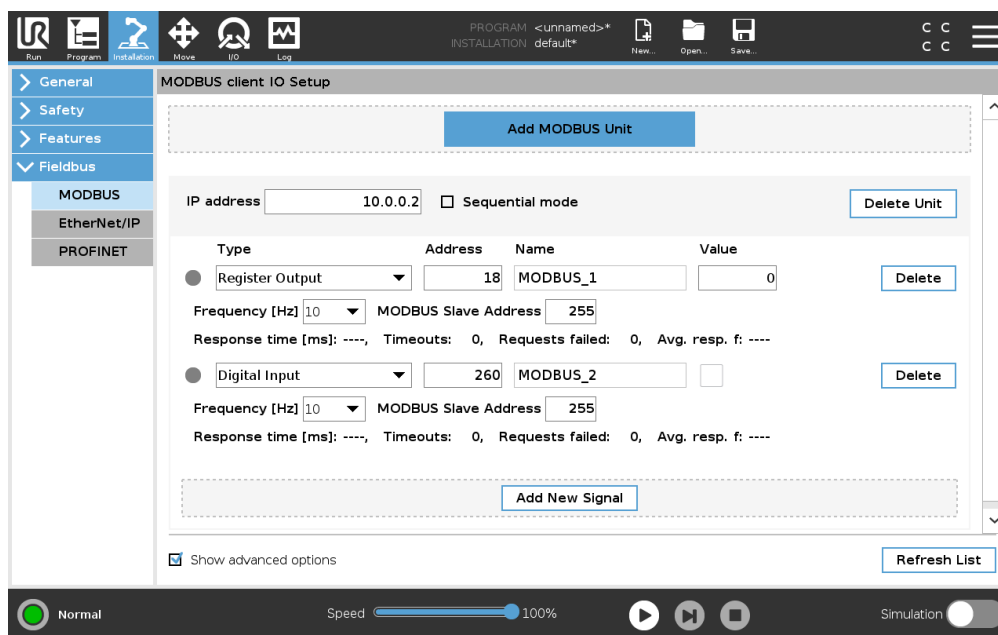 PROGRAM <unnamed>*
INSTALLATION default*
UR
Run Program Installation Move I/O Log New... Open... Save...
C C
C C
General
Safety
Features
Fieldbus
MODBUS
EtherNet/IP
PROFINET
MODBUS client IO Setup
Add MODBUS Unit
IP address 10.0.0.2 Sequential mode Delete Unit
Type Address Name Value
Register Output 18 MODBUS_1 0 Delete
Frequency [Hz] 10 MODBUS Slave Address 255
Response time [ms]: ----, Timeouts: 0, Requests failed: 0, Avg. resp. f: ----
Digital Input 260 MODBUS_2 Delete
Frequency [Hz] 10 MODBUS Slave Address 255
Response time [ms]: ----, Timeouts: 0, Requests failed: 0, Avg. resp. f: ----
Add New Signal
Show advanced options Refresh List
Normal Speed 100% Simulation